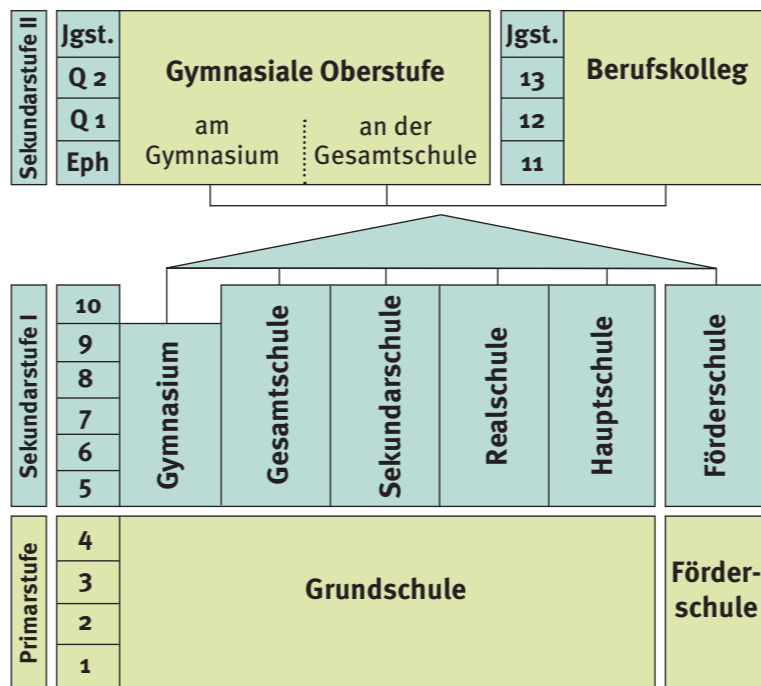 Sekundarstufe II
Jgst.
Q 2
Q 1
Eph
Gymnasiale Oberstufe
am
Gymnasium
an der
Gesamtschule
Jgst.
13
12
11
Berufskolleg
Sekundarstufe I
10
9
8
7
6
5
Gymnasium
Gesamtschule
Sekundarschule
Realschule
Hauptschule
Förderschule
Primarstufe
4
3
2
1
Grundschule
Förder-
schule